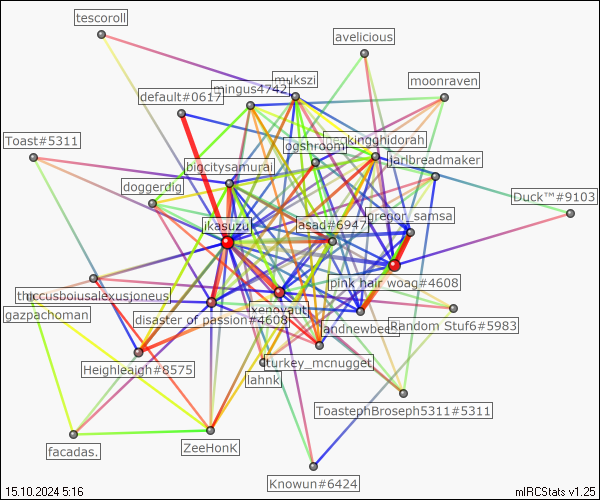 tescoroll
avelicious
mukszi
moonraven
mingus4742
default#0617
Toast#5311
ogshroom
jarlbreadmaker
bigcitysamurai
doggerdig
Duck™#9103
gregor_samsa
ikasuzu
asad#6947
pink hair woag#4608
thiccusboiusalexusjoneus
xenovaut
gazpachoman
disaster of passion#4608
andnewbeer
Random Stuf6#5983
turkey_mcnugget
Heighleaigh#8575
lahnk
ToastephBroseph5311#5311
facadas.
ZeeHonK
Knowun#6424
15.10.2024 5:16
mIRCStats v1.25